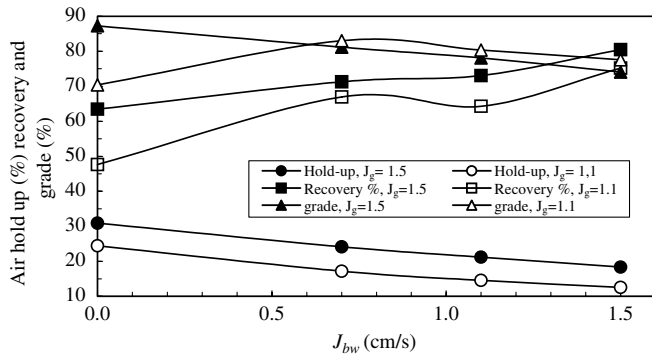 Air hold up (%) recovery and
grade (%)
90
80
70
60
50
40
30
20
10
0.0
0.5
1.0
1.5
Hold-up, Jg= 1.5
Hold-up, Jg= 1,1
Recovery %, Jg=1.5
Recovery %, Jg=1.1
grade, Jg=1.5
grade, Jg=1.1
Jbw (cm/s)